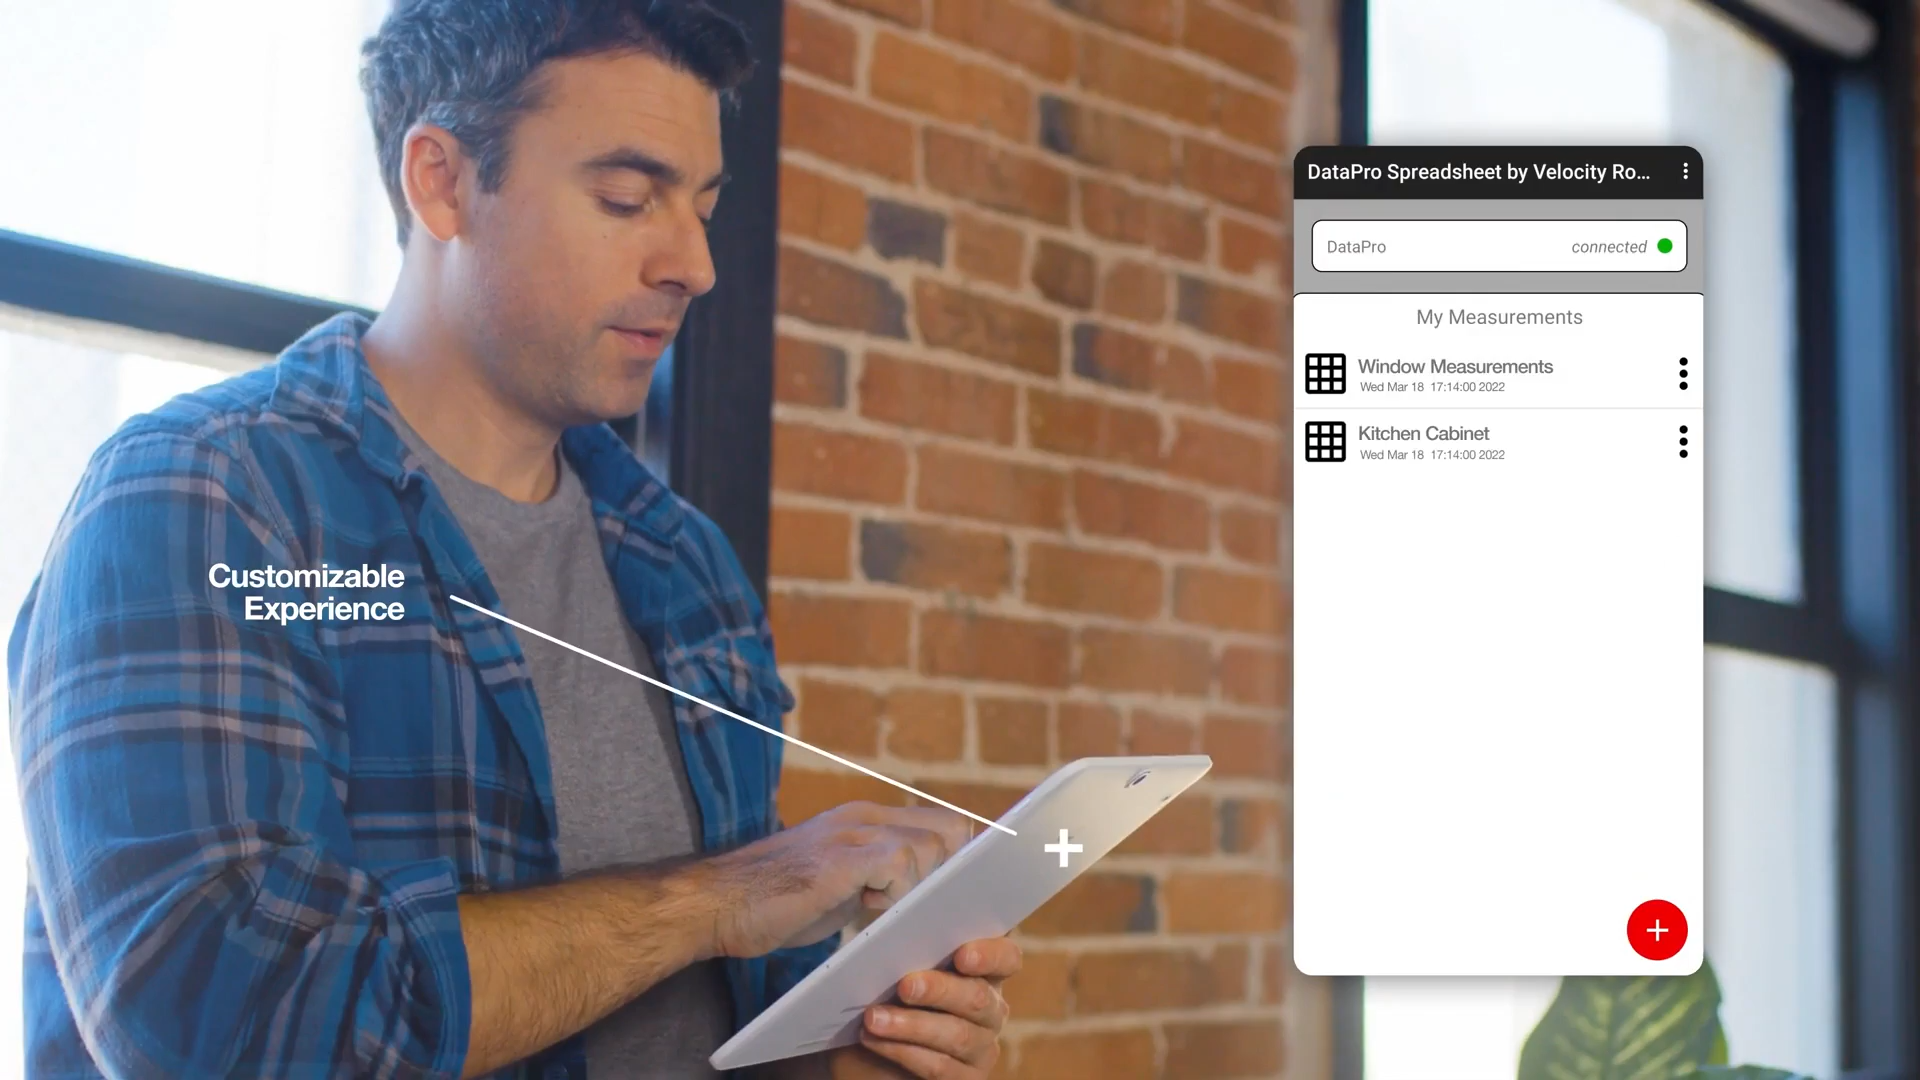 Customizable
Experience
DataPro Spreadsheet by Velocity Ro...
DataPro connected
My Measurements
Window Measurements
Wed Mar 18 17:14:00 2022
Kitchen Cabinet
Wed Mar 18 17:14:00 2022